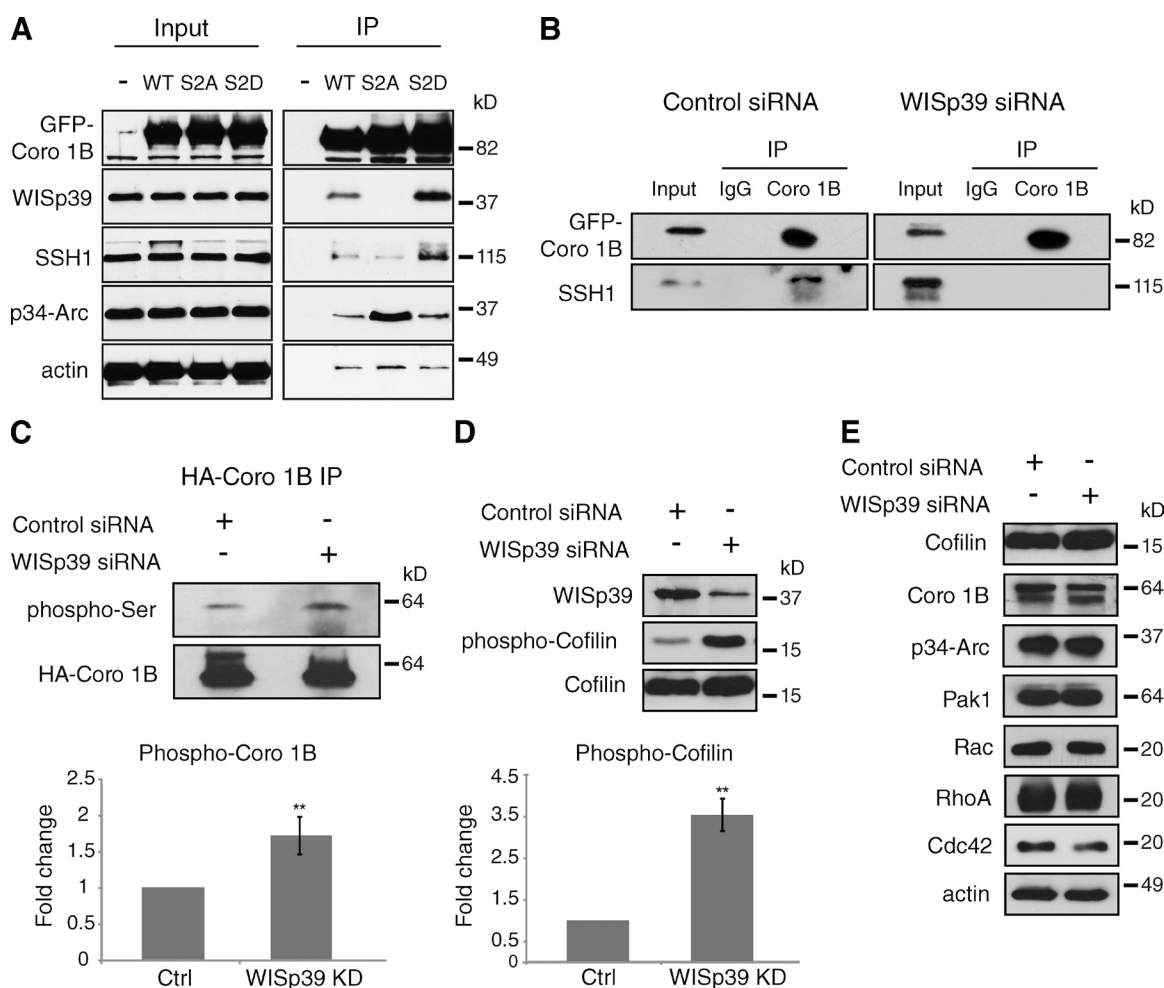 A
Input
IP
- WT S2A S2D
- WT S2A S2D
kD
GFP-
Coro 1B
82
WISp39
37
SSH1
115
p34-Arc
37
actin
49
B
Control siRNA
WISp39 siRNA
IP
IP
Input IgG Coro 1B
Input IgG Coro 1B
kD
GFP-
Coro 1B
82
SSH1
115
C
HA-Coro 1B IP
Control siRNA + -
WISp39 siRNA - +
kD
phospho-Ser
64
HA-Coro 1B
64
Phospho-Coro 1B
Fold change
2.5
2
1.5
1
0.5
0
**
Ctrl
WISp39 KD
D
Control siRNA + -
WISp39 siRNA - +
kD
WISp39
37
phospho-Cofilin
15
Cofilin
15
Phospho-Cofilin
Fold change
4.5
3.5
2.5
1.5
0.5
**
Ctrl
WISp39 KD
E
Control siRNA + -
WISp39 siRNA - +
kD
Cofilin
15
Coro 1B
64
p34-Arc
37
Pak1
64
Rac
20
RhoA
20
Cdc42
20
actin
49